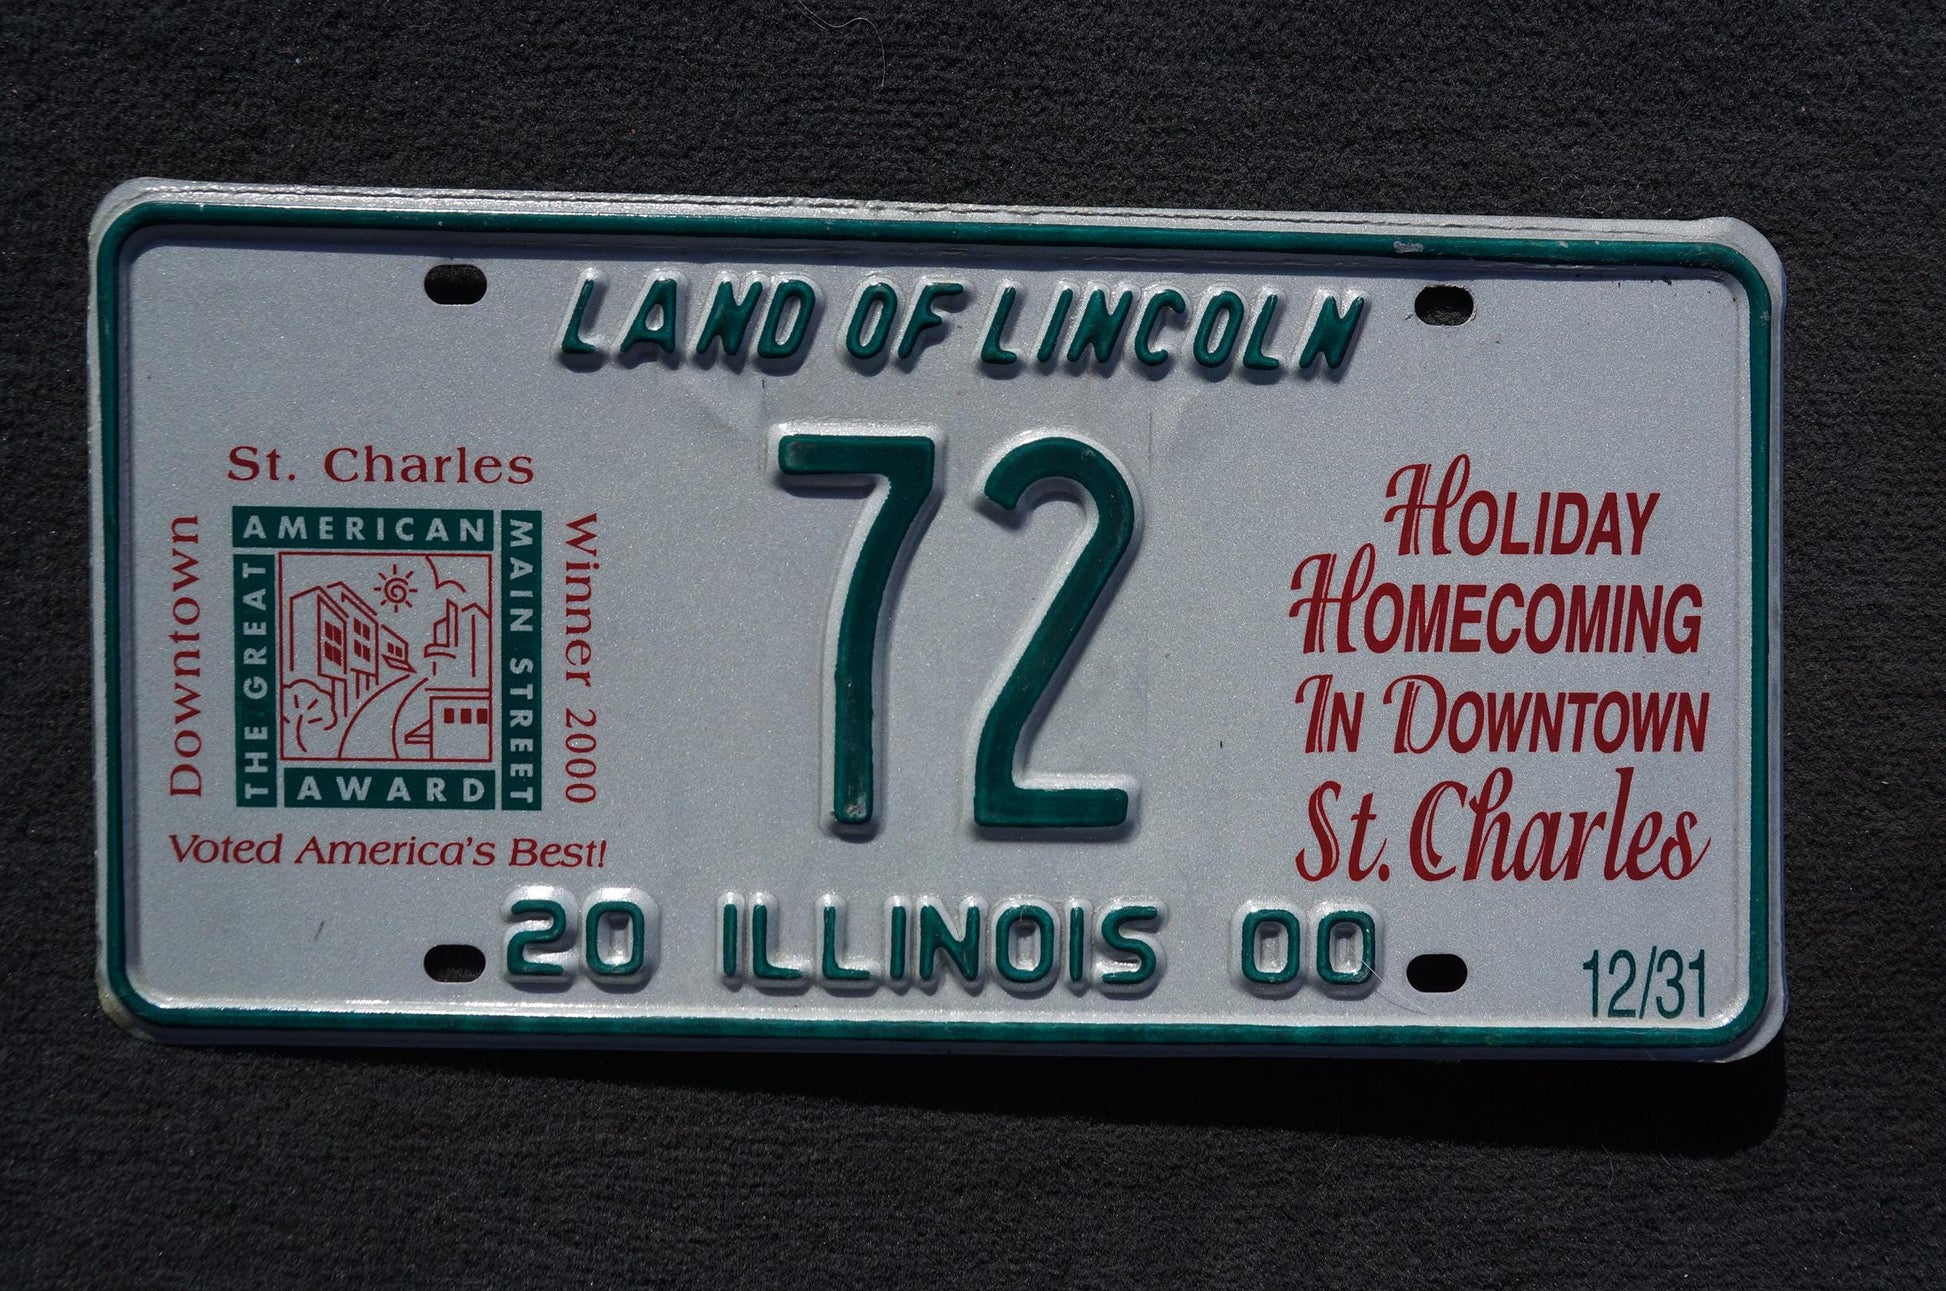 LAND OF LINCOLN
St. Charles
Downtown
THE GREAT
AMERICAN
MAIN STREET
AWARD
Winner 2000
Voted America's Best!
72
HOLIDAY
HOMECOMING
IN DOWNTOWN
St. Charles
20 ILLINOIS 00
12/31